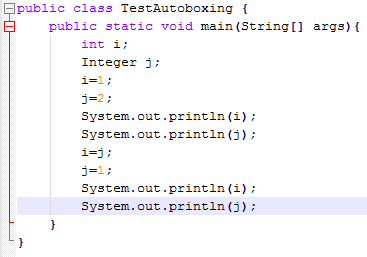 public class TestAutoboxing {
    public static void main(String[] args){
        int i;
        Integer j;
        i=1;
        j=2;
        System.out.println(i);
        System.out.println(j);
        i=j;
        j=1;
        System.out.println(i);
        System.out.println(j);
    }
}